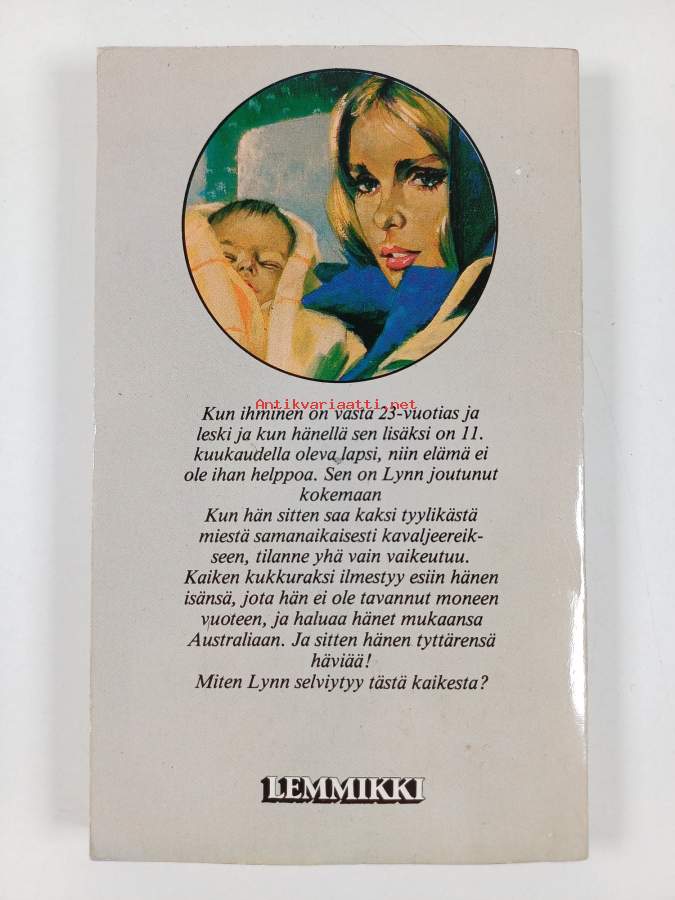 Antikvariaatti.net
Kun ihminen on vasta 23-vuotias ja
leski ja kun hänellä sen lisäksi on 11.
kuukaudella oleva lapsi, niin elämä ei
ole ihan helppoa. Sen on Lynn joutunut
kokemaan
Kun hän sitten saa kaksi tyylikästä
miestä samanaikaisesti kavaljeereik-
seen, tilanne yhä vain vaikeutuu.
Kaiken kukkuraksi ilmestyy esiin hänen
isänsä, jota hän ei ole tavannut moneen
vuoteen, ja haluaa hänet mukaansa
Australiaan. Ja sitten hänen tyttärensä
häviää!
Miten Lynn selviytyy tästä kaikesta?
LEMMIKKI